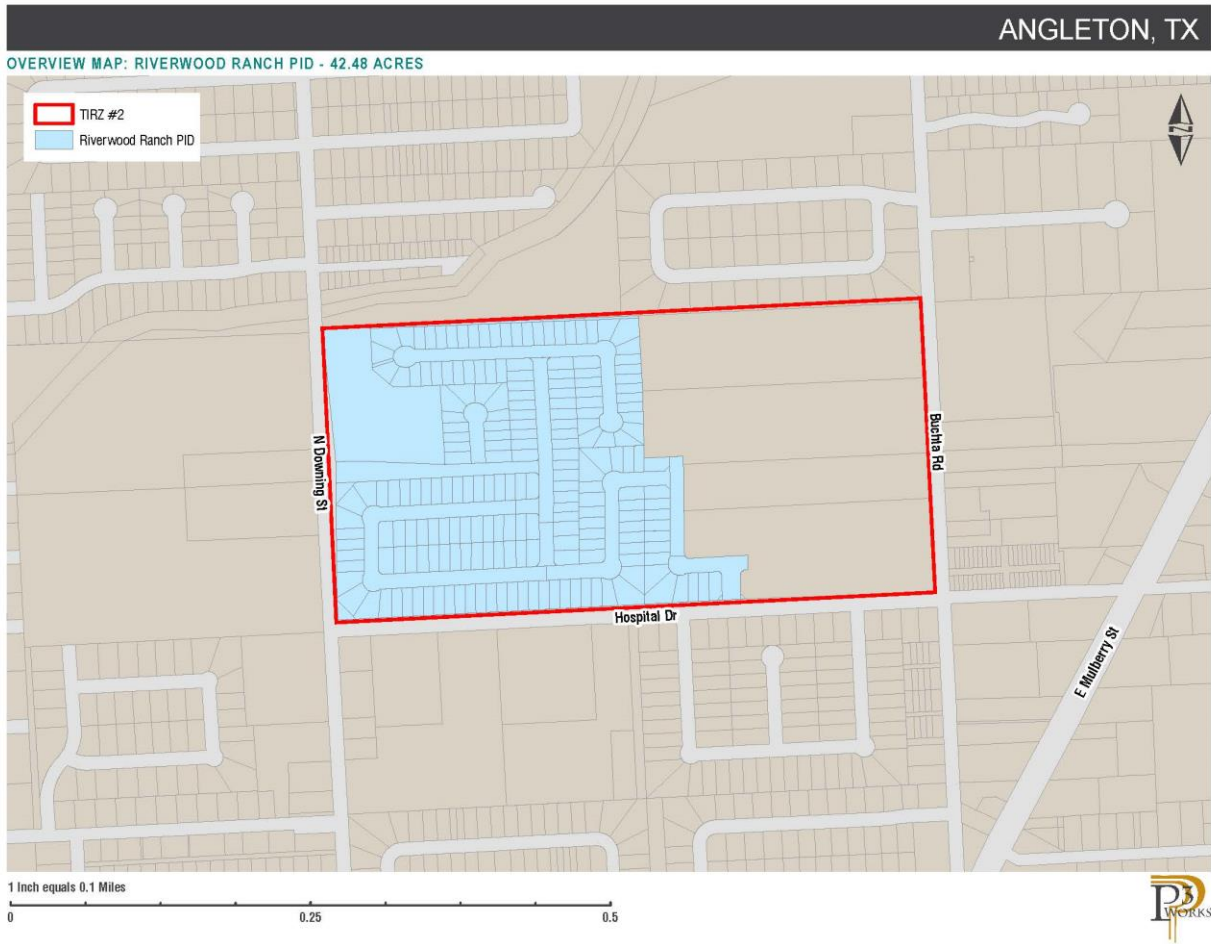 ANGLETON, TX
OVERVIEW MAP: RIVERWOOD RANCH PID - 42.48 ACRES
TIRZ #2
Riverwood Ranch PID
N
N Downing St
Buchta Rd
Hospital Dr
E Mulberry St
1 Inch equals 0.1 Miles
0 0.25 0.5
P3
WORKS